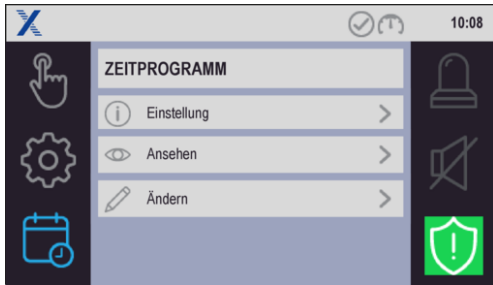 10:08
ZEITPROGRAMM
Einstellung
Ansehen
Ändern